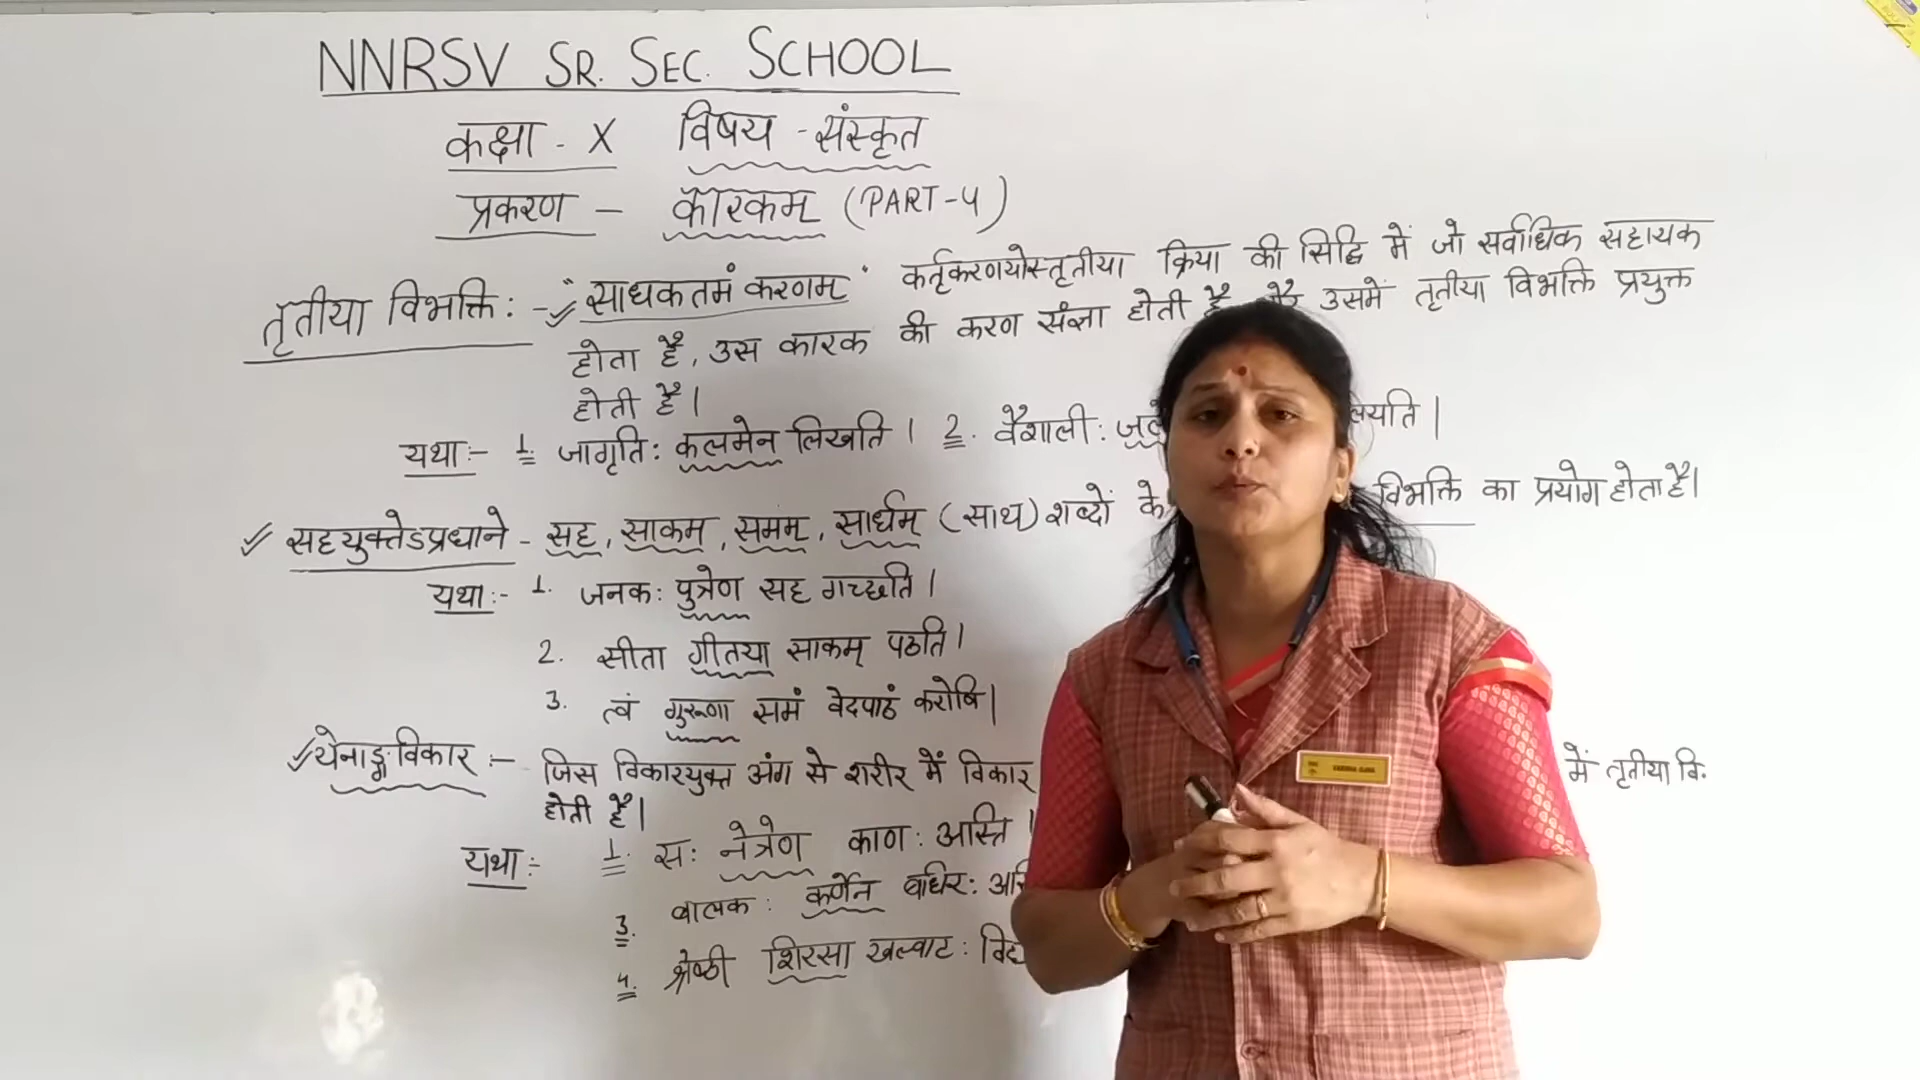 NNRSV SR. SEC. SCHOOL
कक्षा - X विषय - संस्कृत
प्रकरण - कारकम् (PART-4)
तृतीया विभक्ति: - "साधकतमं करणम्" कर्तृकरणयोस्तृतीया क्रिया की सिद्धि में जो सर्वाधिक सहायक
होता है, उस कारक की करण संज्ञा होती है और उसमें तृतीया विभक्ति प्रयुक्त
होती है।
यथा:- 1. जागृति: कलमेन लिखति। 2. वैशाली:
सहयुक्तेऽप्रधाने - सह, साकम्, समम्, सार्धम् (साथ) शब्दों के विभक्ति का प्रयोग होता है।
यथा:- 1. जनक: पुत्रेण सह गच्छति।
2. सीता गीतया साकम् पठति।
3. त्वं गुरूणा समं वेदपाठं करोषि।
येनाङ्गविकार:- जिस विकारयुक्त अंग से शरीर में विकार में तृतीया वि.
होती है।
यथा:- 1. स: नेत्रेण काण: अस्ति।
3. बालक: कर्णेन बधिर:
4. श्रेष्ठी शिरसा खल्वाट: